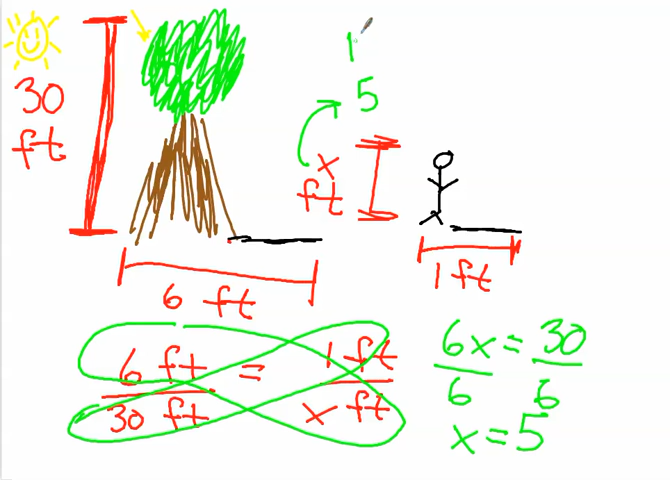 30
ft
1
5
x
ft
6 ft
1 ft
6 ft = 1 ft
30 ft x ft
6x = 30
6 6
x = 5